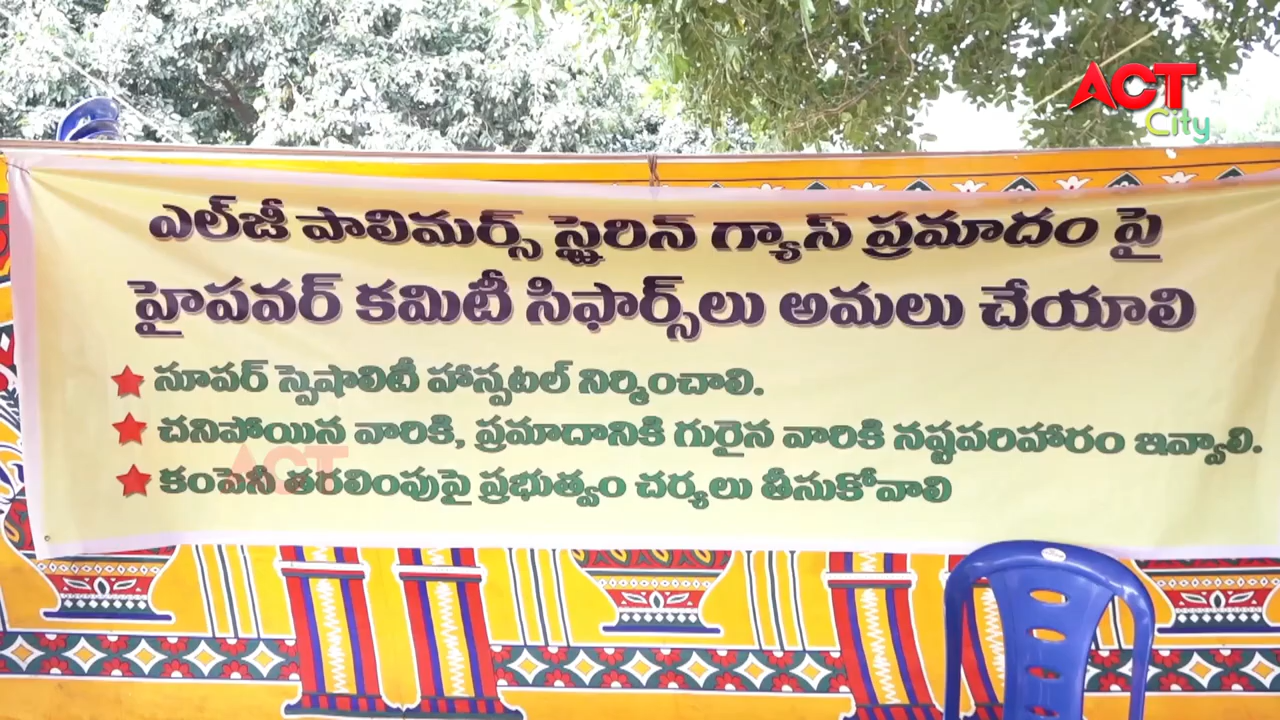 ACT
City
ఎల్‌జీ పాలిమర్స్ స్టైరిన్ గ్యాస్ ప్రమాదం పై
హైపవర్ కమిటీ సిఫార్స్‌లు అమలు చేయాలి
సూపర్ స్పెషాలిటీ హాస్పటల్ నిర్మించాలి.
చనిపోయిన వారికి, ప్రమాదానికి గురైన వారికి నష్టపరిహారం ఇవ్వాలి.
కంపెనీ తరలింపుపై ప్రభుత్వం చర్యలు తీసుకోవాలి
ACT